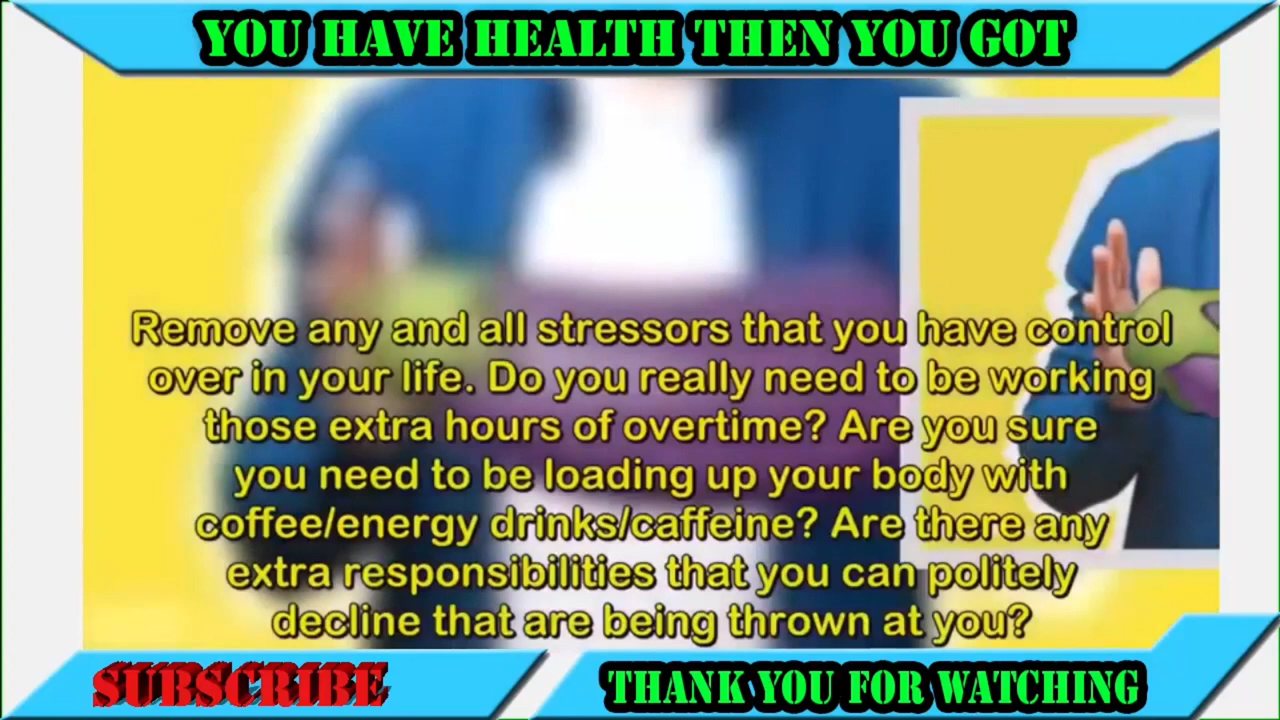 YOU HAVE HEALTH THEN YOU GOT
Remove any and all stressors that you have control
over in your life. Do you really need to be working
those extra hours of overtime? Are you sure
you need to be loading up your body with
coffee/energy drinks/caffeine? Are there any
extra responsibilities that you can politely
decline that are being thrown at you?
SUBSCRIBE
THANK YOU FOR WATCHING